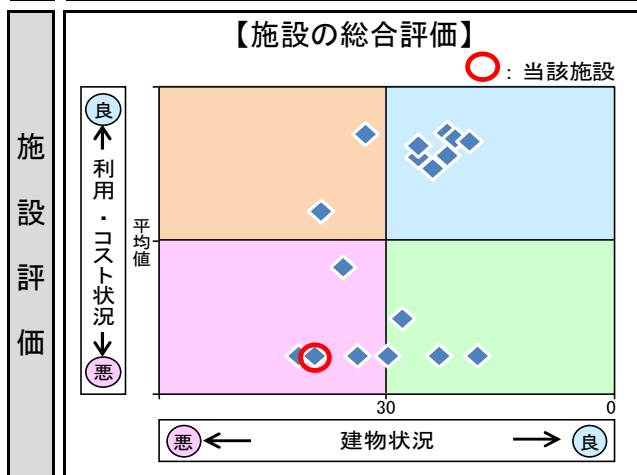 施設評価
【施設の総合評価】
：当該施設
良
利用・コスト状況
悪
平均値
30
0
悪
建物状況
良